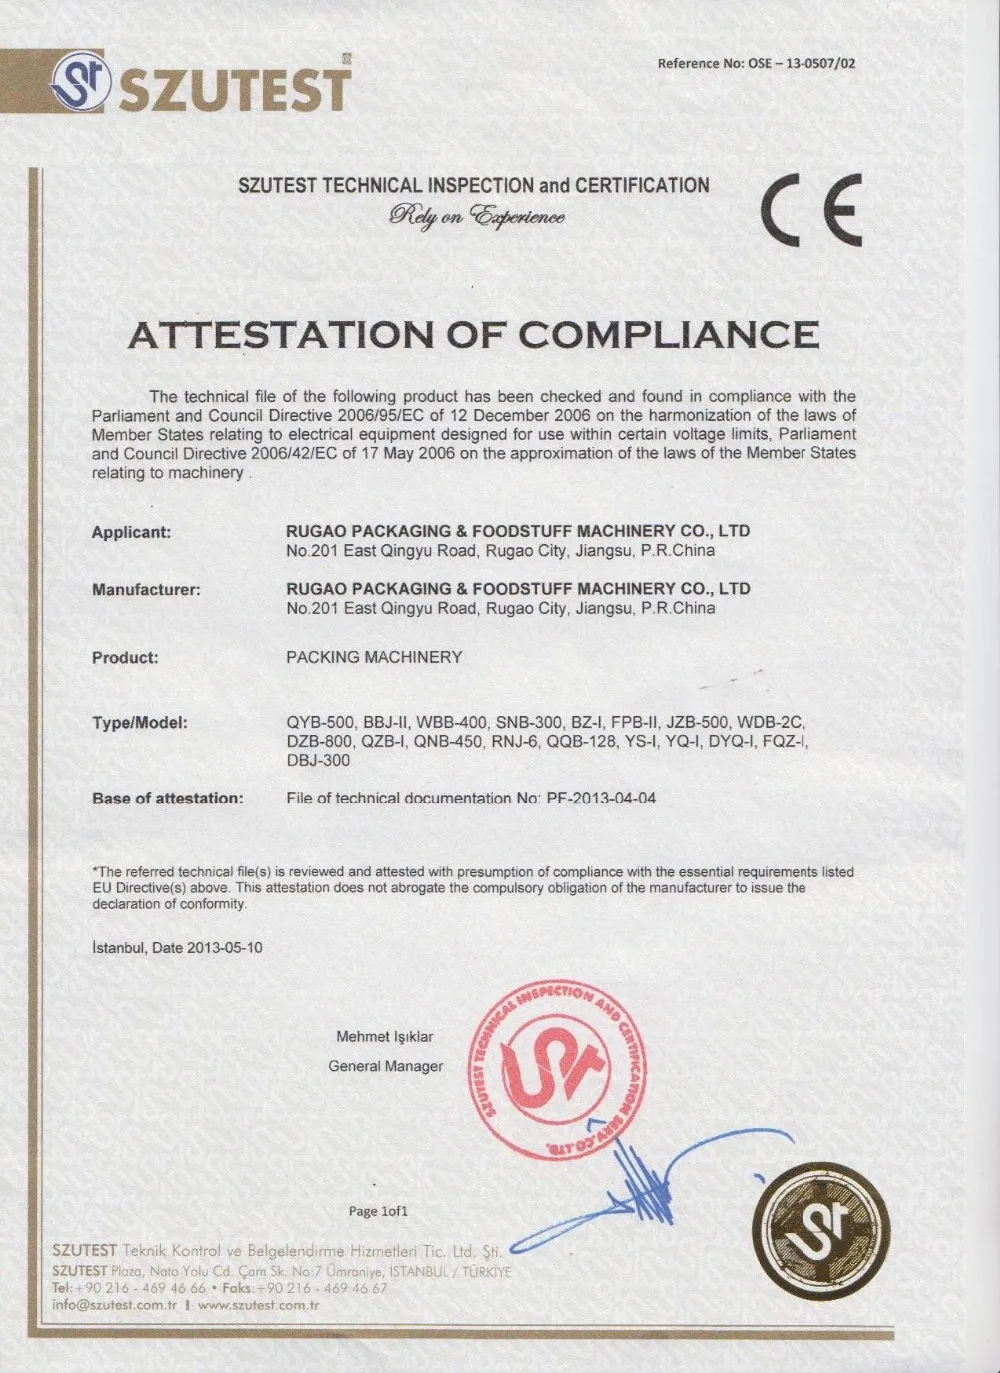 SZUTEST
Reference No: OSE – 13-0507/02
SZUTEST TECHNICAL INSPECTION and CERTIFICATION
Rely on Experience
CE
ATTESTATION OF COMPLIANCE
The technical file of the following product has been checked and found in compliance with the
Parliament and Council Directive 2006/95/EC of 12 December 2006 on the harmonization of the laws of
Member States relating to electrical equipment designed for use within certain voltage limits, Parliament
and Council Directive 2006/42/EC of 17 May 2006 on the approximation of the laws of the Member States
relating to machinery .
Applicant: RUGAO PACKAGING & FOODSTUFF MACHINERY CO., LTD
No.201 East Qingyu Road, Rugao City, Jiangsu, P.R.China
Manufacturer: RUGAO PACKAGING & FOODSTUFF MACHINERY CO., LTD
No.201 East Qingyu Road, Rugao City, Jiangsu, P.R.China
Product: PACKING MACHINERY
Type/Model: QYB-500, BBJ-II, WBB-400, SNB-300, BZ-I, FPB-II, JZB-500, WDB-2C,
DZB-800, QZB-I, QNB-450, RNJ-6, QQB-128, YS-I, YQ-I, DYQ-I, FQZ-I,
DBJ-300
Base of attestation: File of technical documentation No: PF-2013-04-04
*The referred technical file(s) is reviewed and attested with presumption of compliance with the essential requirements listed
EU Directive(s) above. This attestation does not abrogate the compulsory obligation of the manufacturer to issue the
declaration of conformity.
İstanbul, Date 2013-05-10
Mehmet Işıklar
General Manager
SZUTEST TECHNICAL INSPECTION AND CERTIFICATION SERV.CO.LTD.
Page 1of1
SZUTEST Teknik Kontrol ve Belgelendirme Hizmetleri Tic. Ltd. Şti.
SZUTEST Plaza, Nato Yolu Cd. Çam Sk. No:7 Ümraniye, İSTANBUL / TÜRKİYE
Tel:+90 216 - 469 46 66 • Faks:+90 216 - 469 46 67
info@szutest.com.tr I www.szutest.com.tr